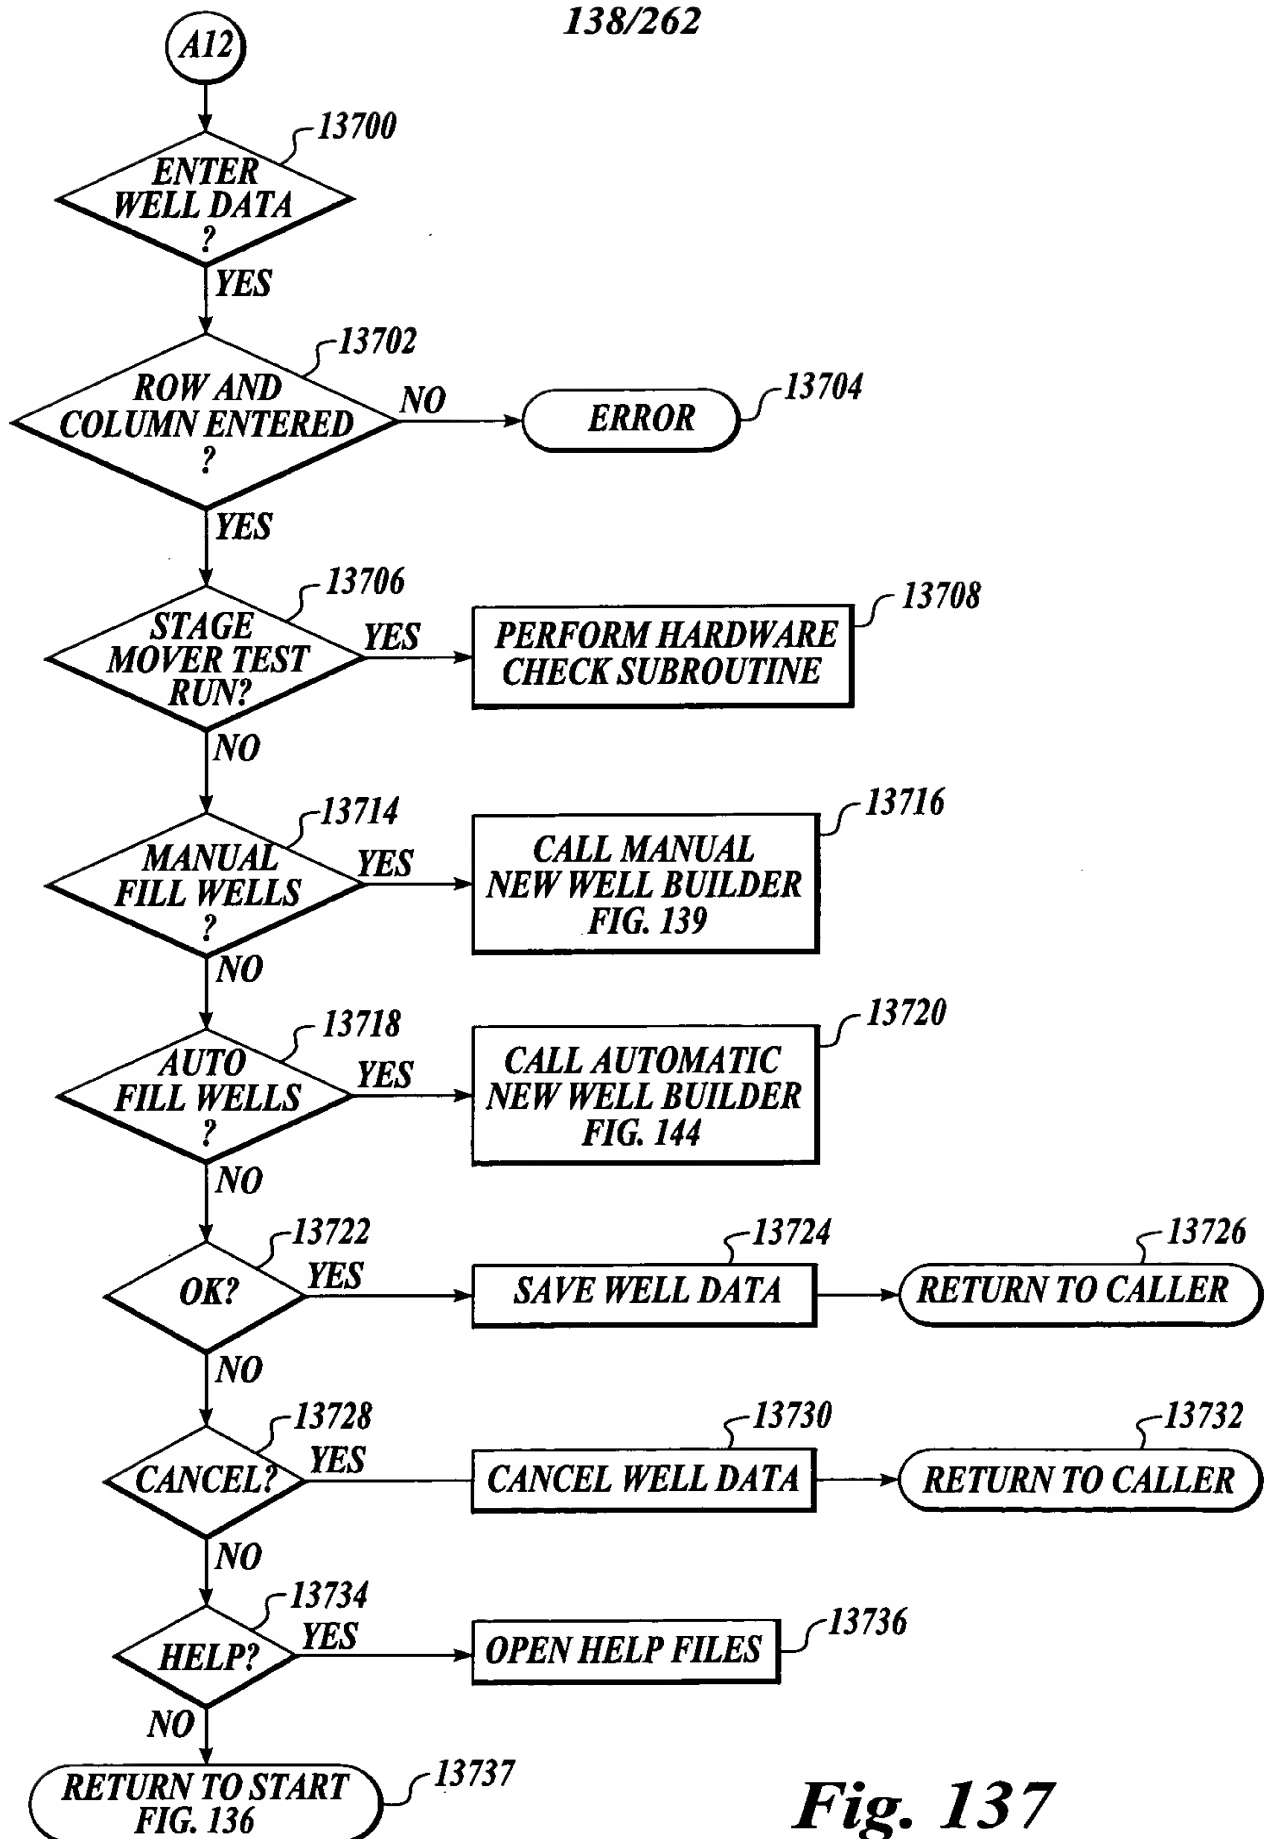 138/262
A12
13700
ENTER
WELL DATA
?
YES
13702
ROW AND
COLUMN ENTERED
?
NO
ERROR
13704
YES
13706
STAGE
MOVER TEST
RUN?
YES
PERFORM HARDWARE
CHECK SUBROUTINE
13708
NO
13714
MANUAL
FILL WELLS
?
YES
CALL MANUAL
NEW WELL BUILDER
FIG. 139
13716
NO
13718
AUTO
FILL WELLS
?
YES
CALL AUTOMATIC
NEW WELL BUILDER
FIG. 144
13720
NO
13722
OK?
YES
13724
SAVE WELL DATA
13726
RETURN TO CALLER
NO
13728
CANCEL?
YES
13730
CANCEL WELL DATA
13732
RETURN TO CALLER
NO
13734
HELP?
YES
OPEN HELP FILES
13736
NO
RETURN TO START
FIG. 136
13737
Fig. 137